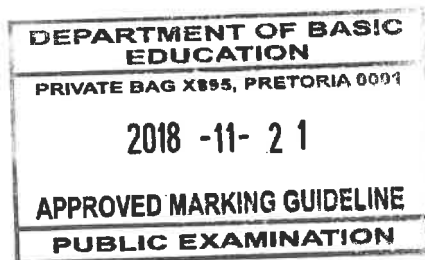 DEPARTMENT OF BASIC
EDUCATION
PRIVATE BAG X895, PRETORIA 0001
2018 -11- 21
APPROVED MARKING GUIDELINE
PUBLIC EXAMINATION